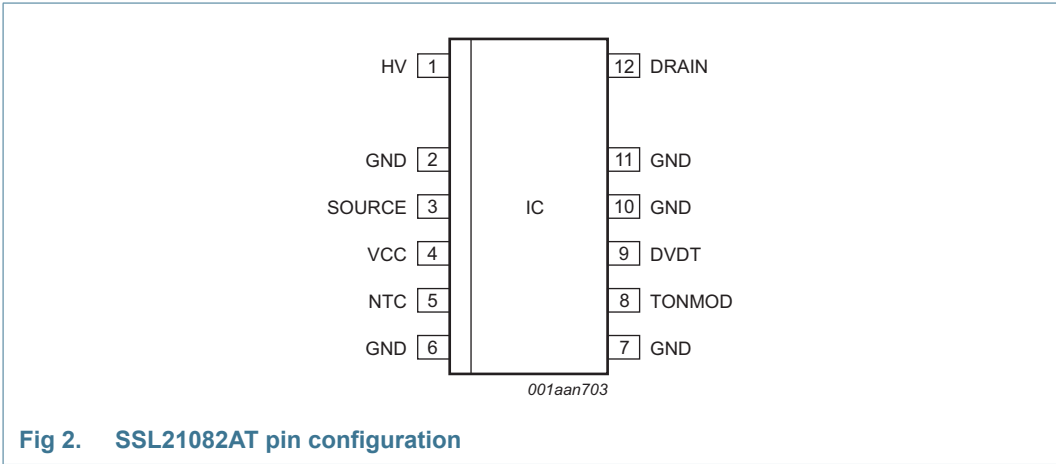 HV 1 12 DRAIN
GND 2 11 GND
SOURCE 3 IC 10 GND
VCC 4 9 DVDT
NTC 5 8 TONMOD
GND 6 7 GND
001aan703
Fig 2. SSL21082AT pin configuration